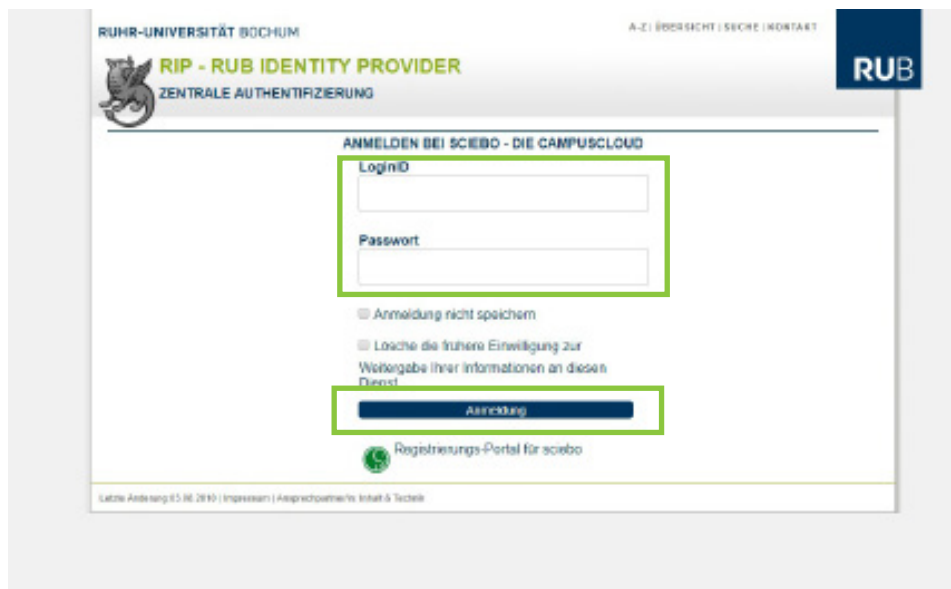 RUHR-UNIVERSITÄT BOCHUM
A-Z | ÜBERSICHT | SUCHE | KONTAKT
RIP - RUB IDENTITY PROVIDER
RUB
ZENTRALE AUTHENTIFIZIERUNG
ANMELDEN BEI SCIEBO - DIE CAMPUSCLOUD
LoginID
Passwort
Anmeldung nicht speichern
Lösche die frühere Einwilligung zur
Weitergabe Ihrer Informationen an diesen
Dienst
Anmeldung
Registrierungs-Portal für sciebo
Letzte Änderung | Impressum | Ansprechpartner/in: Inhalt & Technik